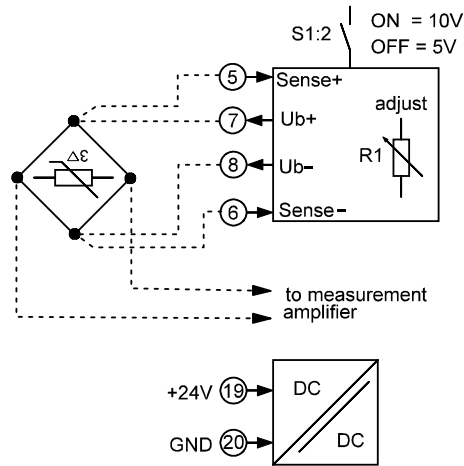 S1:2
ON = 10V
OFF = 5V
5
Sense+
7
Ub+
8
Ub−
6
Sense−
adjust
R1
Δε
to measurement
amplifier
+24V
19
DC
GND
20
DC